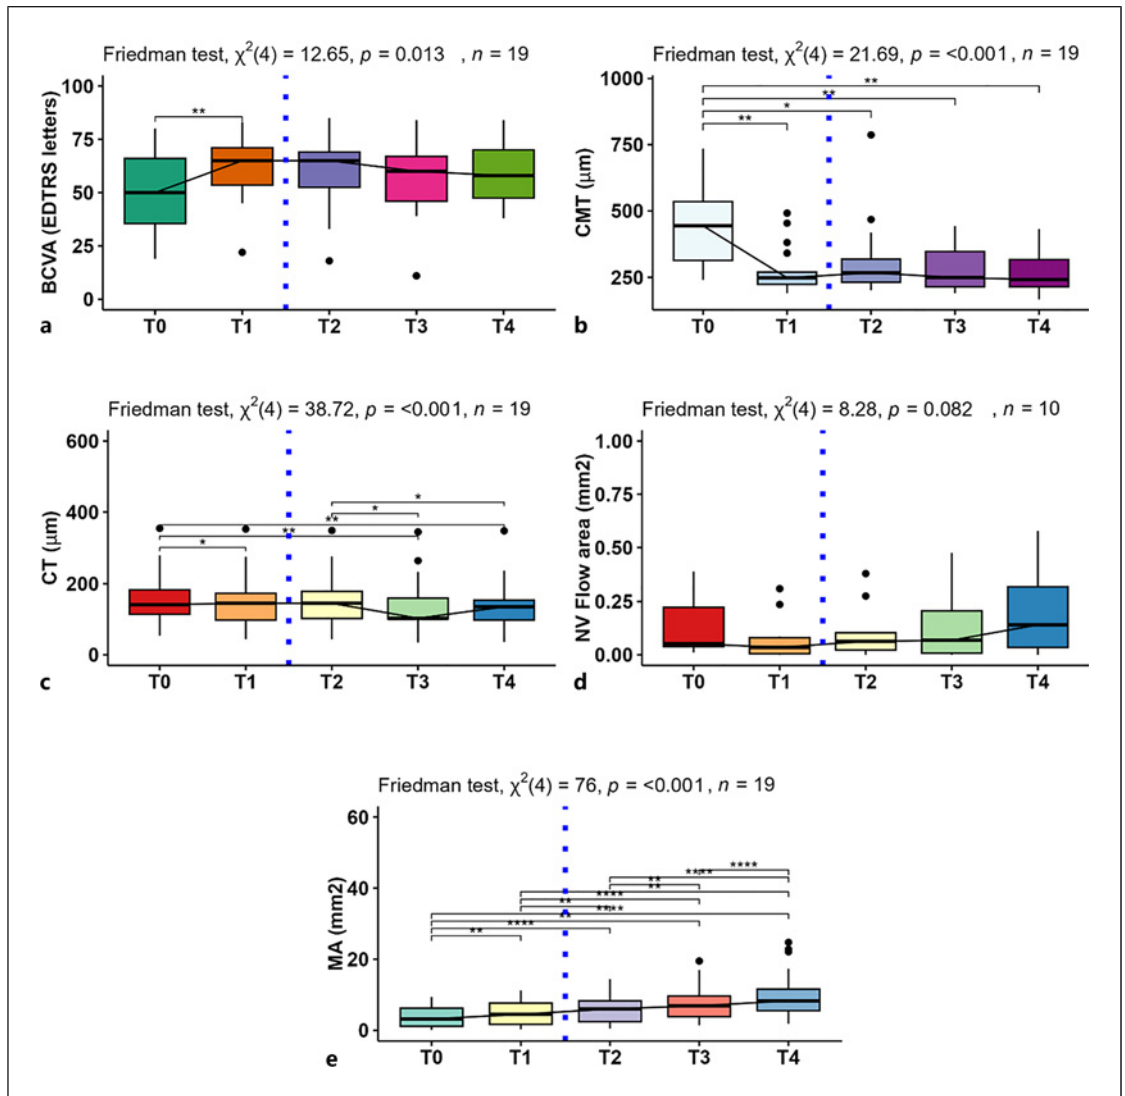 Friedman test, χ²(4) = 12.65, p = 0.013 , n = 19
BCVA (EDTRS letters)
100
75
50
25
0
**
T0 T1 T2 T3 T4
a
Friedman test, χ²(4) = 21.69, p = <0.001, n = 19
CMT (μm)
1000
750
500
250
**
**
*
**
T0 T1 T2 T3 T4
b
Friedman test, χ²(4) = 38.72, p = <0.001, n = 19
CT (μm)
600
400
200
0
*
*
**
**
*
T0 T1 T2 T3 T4
c
Friedman test, χ²(4) = 8.28, p = 0.082 , n = 10
NV Flow area (mm2)
1.00
0.75
0.50
0.25
0.00
T0 T1 T2 T3 T4
d
Friedman test, χ²(4) = 76, p = <0.001, n = 19
MA (mm2)
60
40
20
0
****
**
**
****
**
**
****
**
T0 T1 T2 T3 T4
e